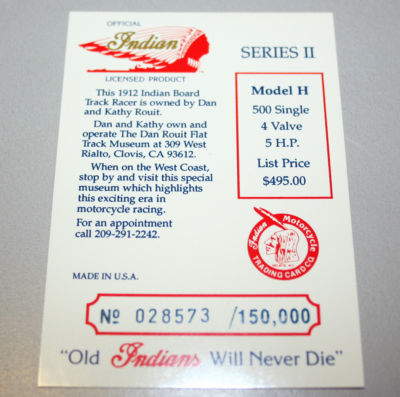 OFFICIAL
Indian
LICENSED PRODUCT
SERIES II
This 1912 Indian Board
Track Racer is owned by Dan
and Kathy Rouit.
Dan and Kathy own and
operate The Dan Rouit Flat
Track Museum at 309 West
Rialto, Clovis, CA 93612.
When on the West Coast,
stop by and visit this special
museum which highlights
this exciting era in
motorcycle racing.
For an appointment
call 209-291-2242.
Model H
500 Single
4 Valve
5 H.P.
List Price
$495.00
Indian Motorcycle
TRADING CARD CO.
MADE IN U.S.A.
No 028573 /150,000
"Old Indians Will Never Die"